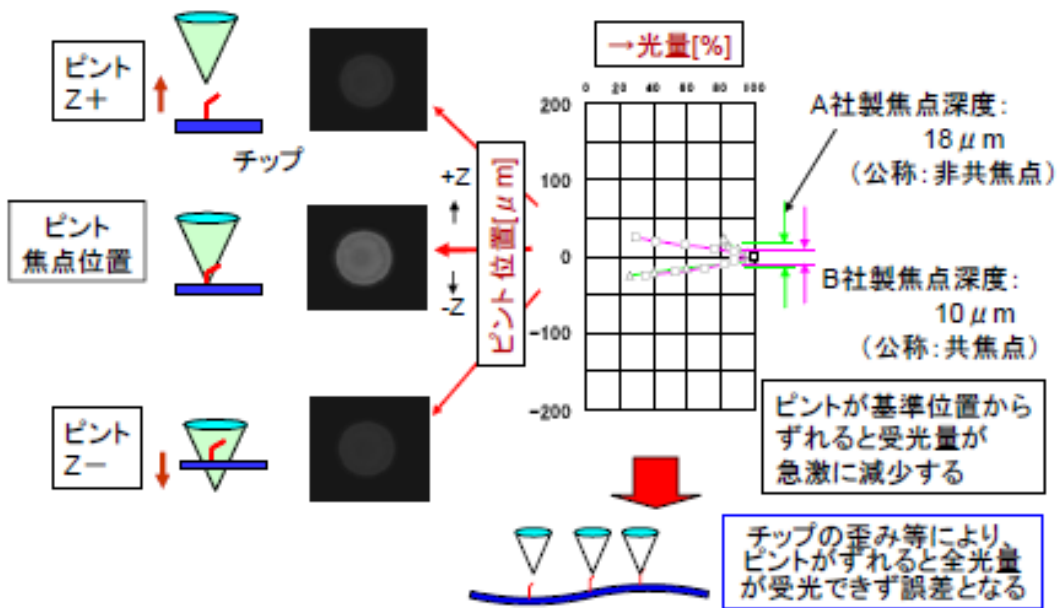 ピント
Z+
チップ
ピント
焦点位置
ピント
Z-
→光量[%]
0 20 40 60 80 100
200
100
0
-100
-200
ピント位置[μm]
+Z
↑
↓
-Z
A社製焦点深度:
18μm
(公称:非共焦点)
B社製焦点深度:
10μm
(公称:共焦点)
ピントが基準位置から
ずれると受光量が
急激に減少する
チップの歪み等により、
ピントがずれると全光量
が受光できず誤差となる